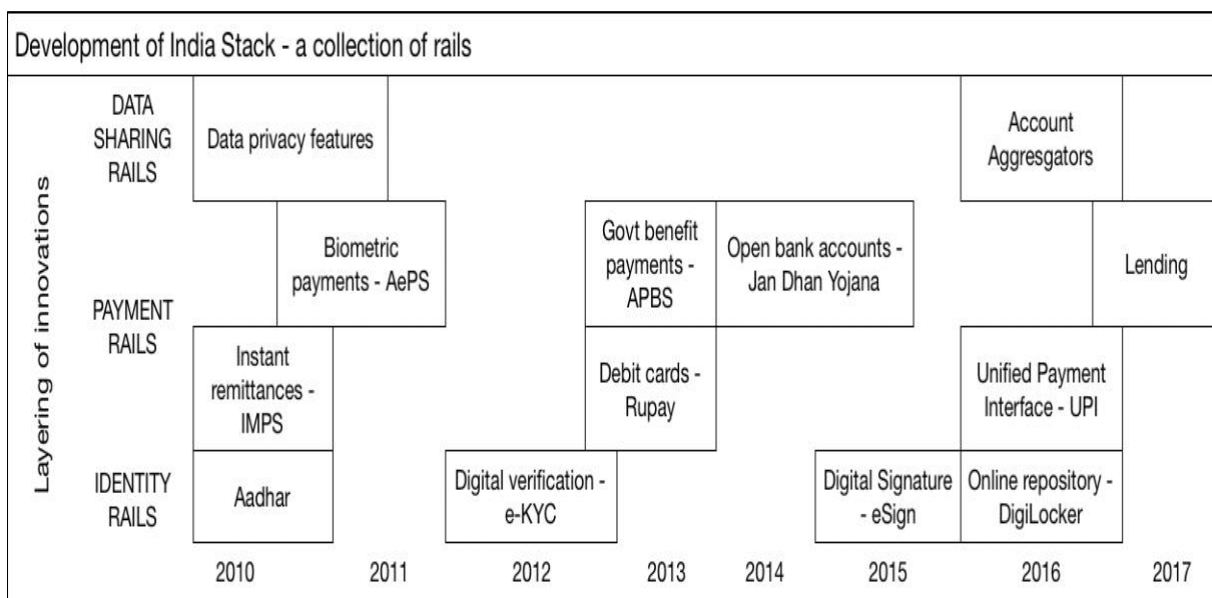 Development of India Stack - a collection of rails
Layering of innovations
DATA
SHARING
RAILS
Data privacy features
Account
Aggresgators
PAYMENT
RAILS
Biometric
payments - AePS
Govt benefit
payments -
APBS
Open bank accounts -
Jan Dhan Yojana
Lending
Instant
remittances -
IMPS
Debit cards -
Rupay
Unified Payment
Interface - UPI
IDENTITY
RAILS
Aadhar
Digital verification -
e-KYC
Digital Signature
- eSign
Online repository -
DigiLocker
2010 2011 2012 2013 2014 2015 2016 2017